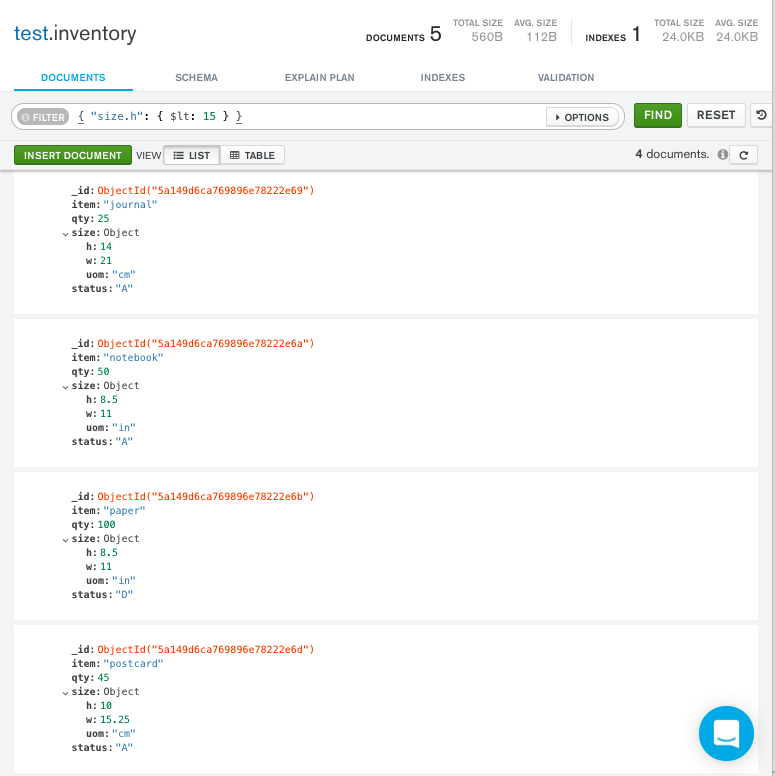 test.inventory
DOCUMENTS 5 TOTAL SIZE 560B AVG. SIZE 112B INDEXES 1 TOTAL SIZE 24.0KB AVG. SIZE 24.0KB
DOCUMENTS SCHEMA EXPLAIN PLAN INDEXES VALIDATION
FILTER { "size.h": { $lt: 15 } } OPTIONS FIND RESET
INSERT DOCUMENT VIEW LIST TABLE 4 documents.
_id: ObjectId("5a149d6ca769896e78222e69")
item: "journal"
qty: 25
size: Object
h: 14
w: 21
uom: "cm"
status: "A"
_id: ObjectId("5a149d6ca769896e78222e6a")
item: "notebook"
qty: 50
size: Object
h: 8.5
w: 11
uom: "in"
status: "A"
_id: ObjectId("5a149d6ca769896e78222e6b")
item: "paper"
qty: 100
size: Object
h: 8.5
w: 11
uom: "in"
status: "D"
_id: ObjectId("5a149d6ca769896e78222e6d")
item: "postcard"
qty: 45
size: Object
h: 10
w: 15.25
uom: "cm"
status: "A"